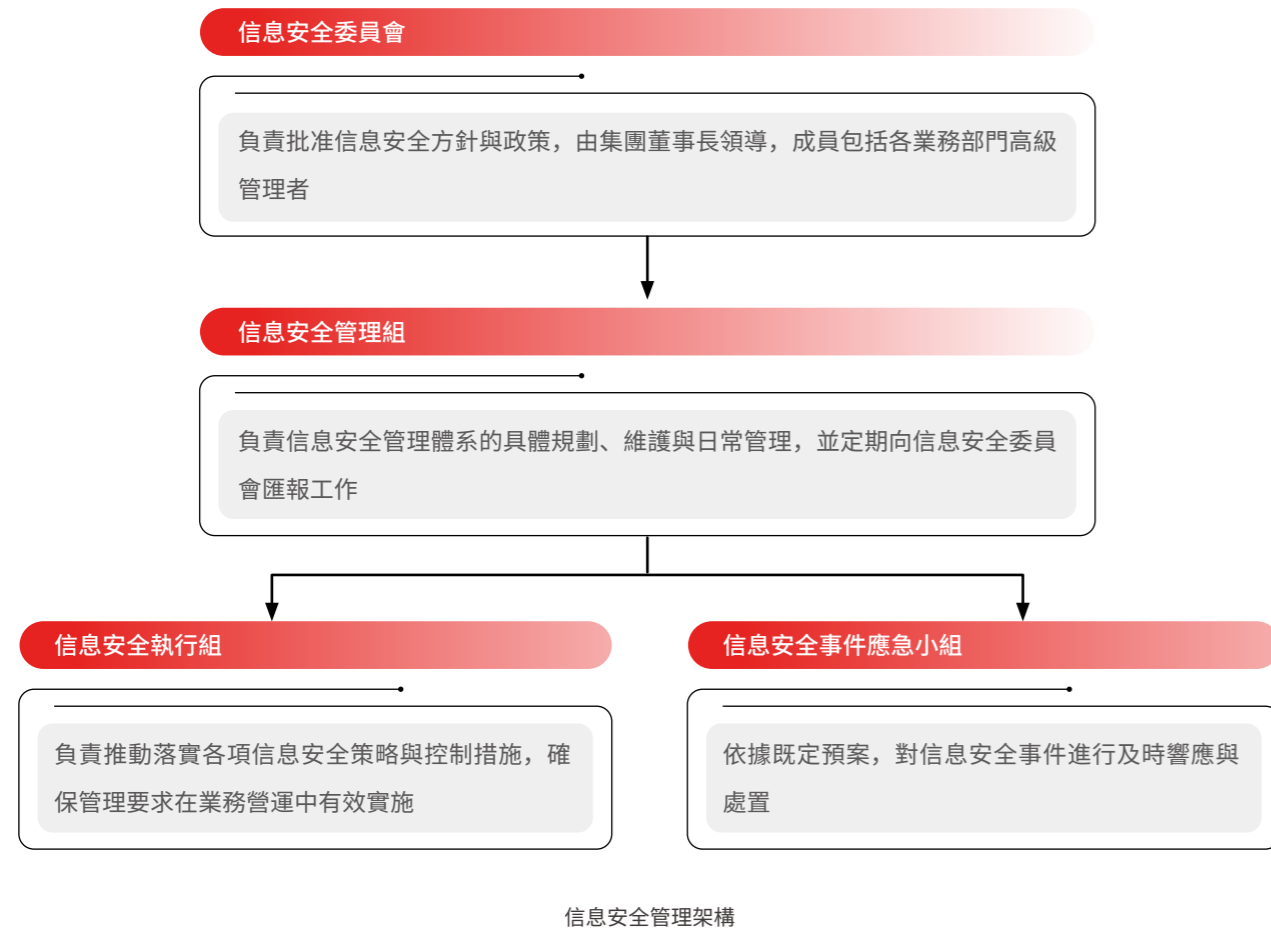 信息安全委員會
負責批准信息安全方針與政策，由集團董事長領導，成員包括各業務部門高級
管理者
信息安全管理組
負責信息安全管理體系的具體規劃、維護與日常管理，並定期向信息安全委員
會匯報工作
信息安全執行組
負責推動落實各項信息安全策略與控制措施，確
保管理要求在業務營運中有效實施
信息安全事件應急小組
依據既定預案，對信息安全事件進行及時響應與
處置
信息安全管理架構